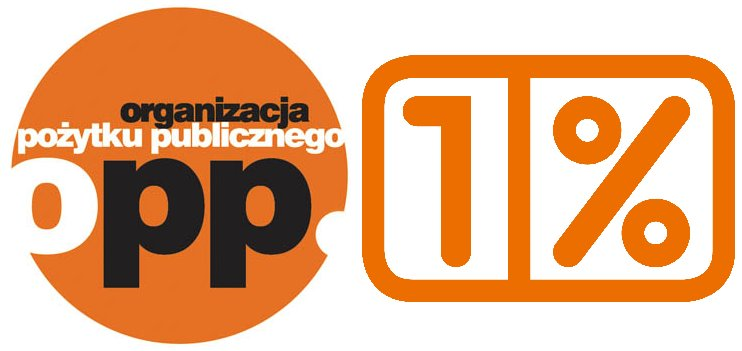 organizacja
pożytku publicznego
opp.
1%